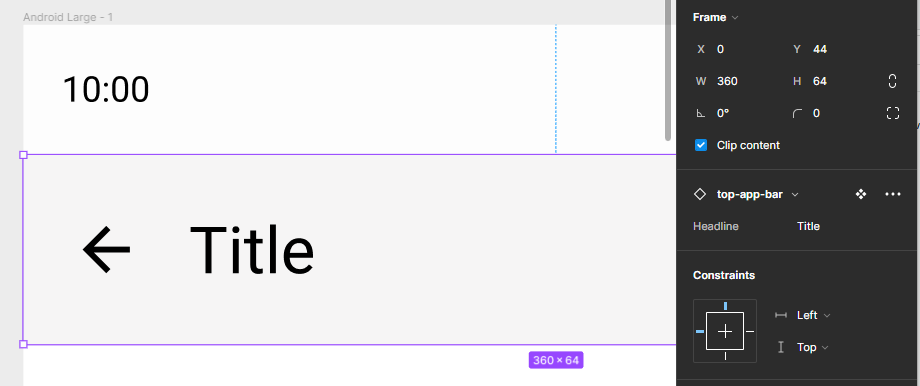 Android Large - 1
10:00
Title
360 × 64
Frame
X 0 Y 44
W 360 H 64
0° 0
Clip content
top-app-bar
Headline Title
Constraints
Left
Top